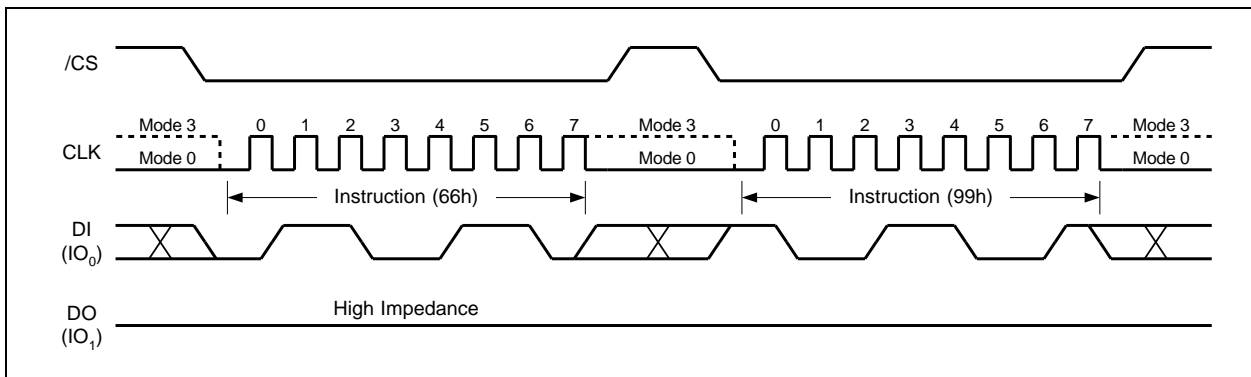 /CS
Mode 3 0 1 2 3 4 5 6 7 Mode 3 0 1 2 3 4 5 6 7 Mode 3
CLK Mode 0 Mode 0 Mode 0
Instruction (66h) Instruction (99h)
DI
(IO0)
High Impedance
DO
(IO1)